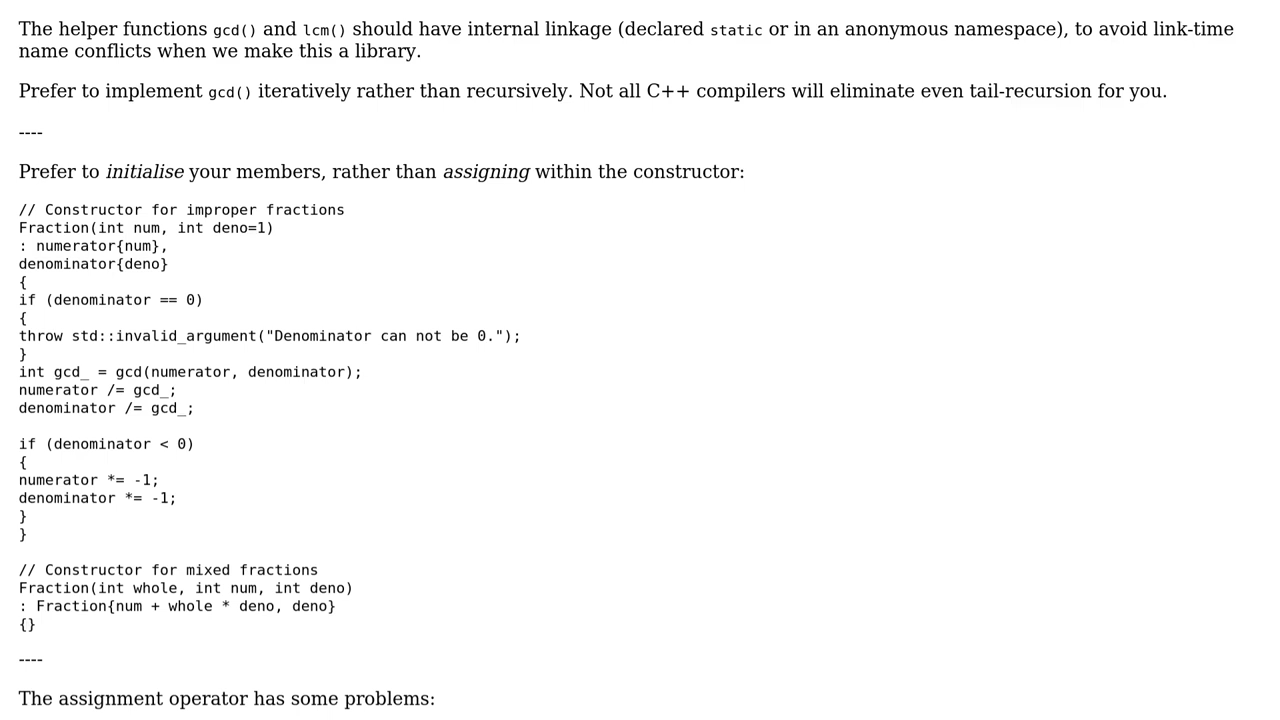 The helper functions gcd() and lcm() should have internal linkage (declared static or in an anonymous namespace), to avoid link-time
name conflicts when we make this a library.
Prefer to implement gcd() iteratively rather than recursively. Not all C++ compilers will eliminate even tail-recursion for you.
----
Prefer to initialise your members, rather than assigning within the constructor:
// Constructor for improper fractions
Fraction(int num, int deno=1)
: numerator{num},
denominator{deno}
{
if (denominator == 0)
{
throw std::invalid_argument("Denominator can not be 0.");
}
int gcd_ = gcd(numerator, denominator);
numerator /= gcd_;
denominator /= gcd_;
if (denominator < 0)
{
numerator *= -1;
denominator *= -1;
}
}
// Constructor for mixed fractions
Fraction(int whole, int num, int deno)
: Fraction{num + whole * deno, deno}
{}
----
The assignment operator has some problems: